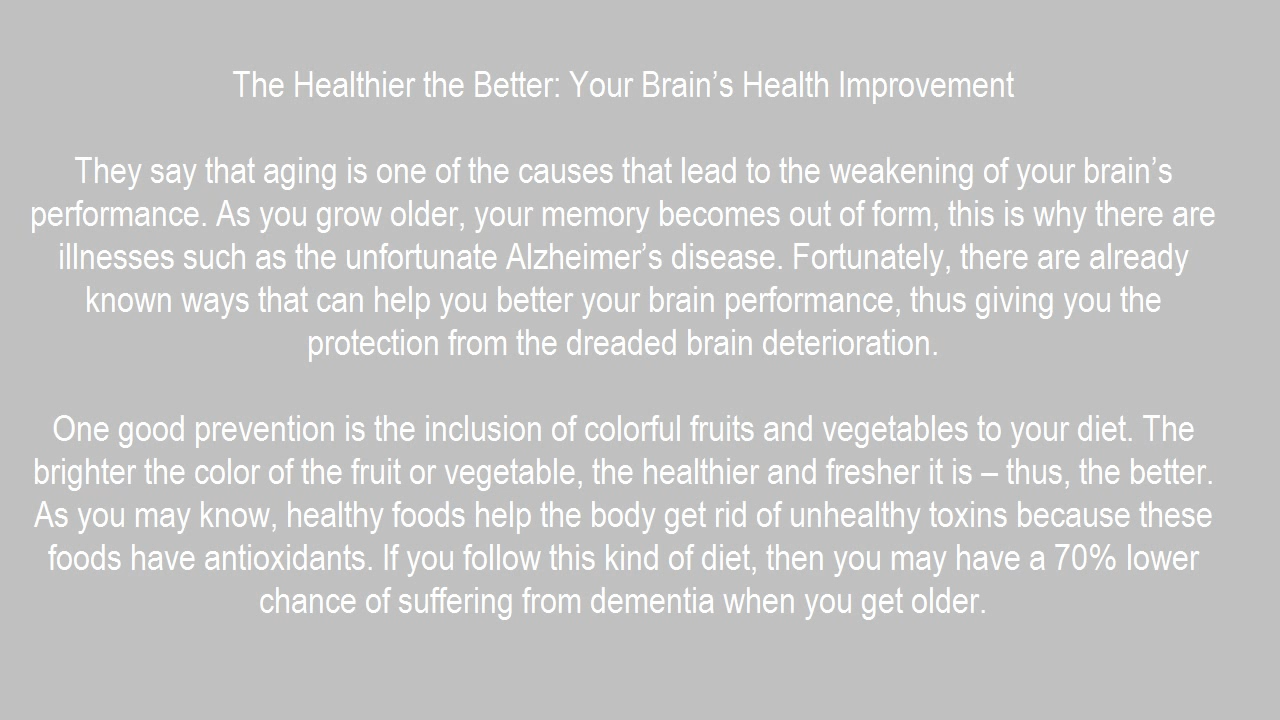 The Healthier the Better: Your Brain’s Health Improvement
They say that aging is one of the causes that lead to the weakening of your brain’s
performance. As you grow older, your memory becomes out of form, this is why there are
illnesses such as the unfortunate Alzheimer’s disease. Fortunately, there are already
known ways that can help you better your brain performance, thus giving you the
protection from the dreaded brain deterioration.
One good prevention is the inclusion of colorful fruits and vegetables to your diet. The
brighter the color of the fruit or vegetable, the healthier and fresher it is – thus, the better.
As you may know, healthy foods help the body get rid of unhealthy toxins because these
foods have antioxidants. If you follow this kind of diet, then you may have a 70% lower
chance of suffering from dementia when you get older.